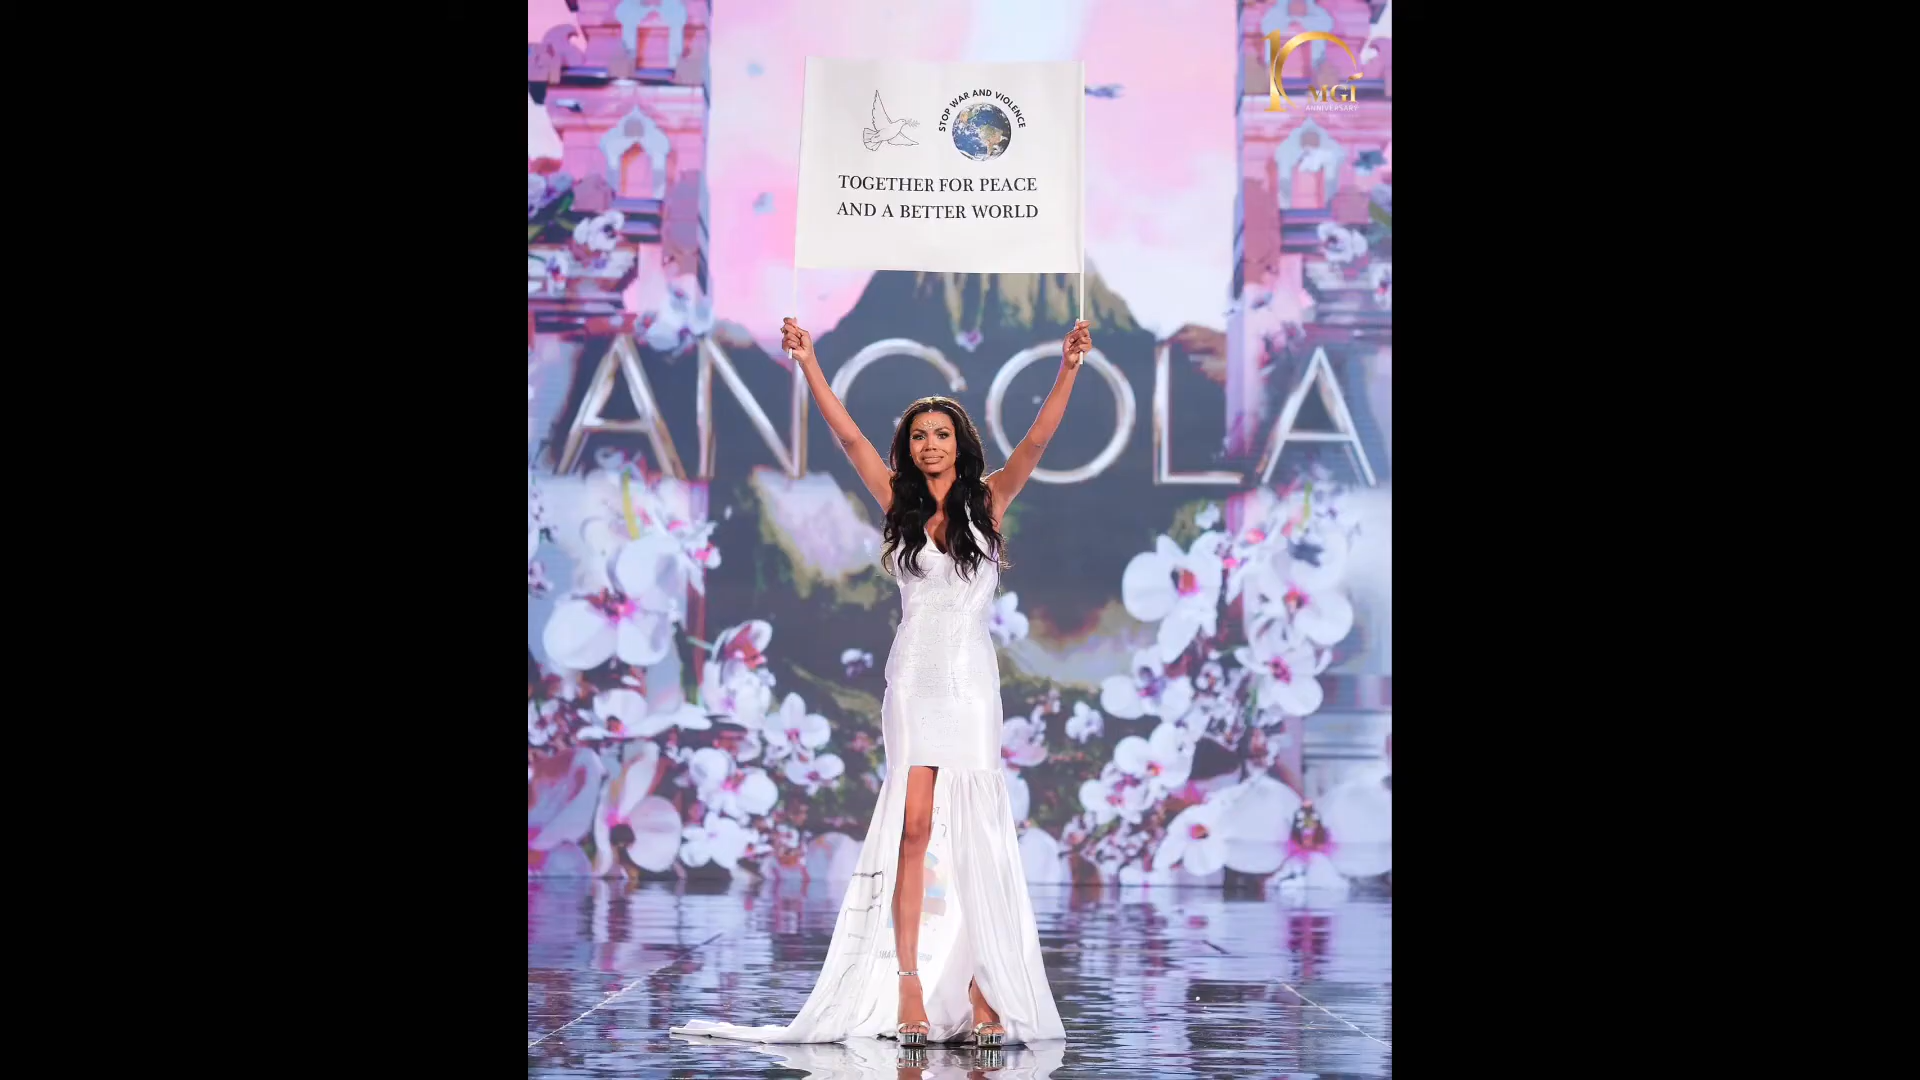 MGI
ANNIVERSARY
STOP WAR AND VIOLENCE
TOGETHER FOR PEACE
AND A BETTER WORLD
ANGOLA